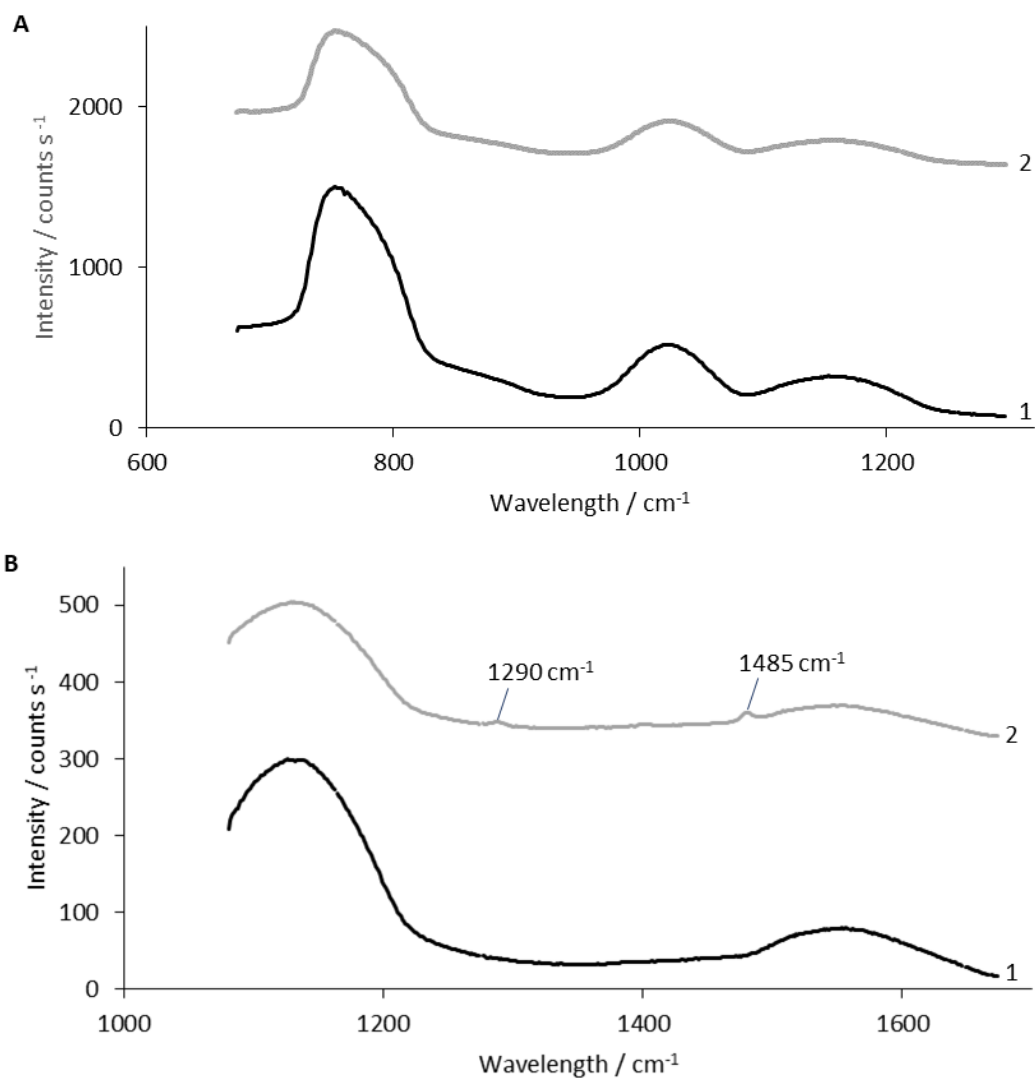 A
Intensity / counts s⁻¹
2000
1000
0
2
1
600 800 1000 1200
Wavelength / cm⁻¹
B
Intensity / counts s⁻¹
500
400
300
200
100
0
1290 cm⁻¹
1485 cm⁻¹
2
1
1000 1200 1400 1600
Wavelength / cm⁻¹